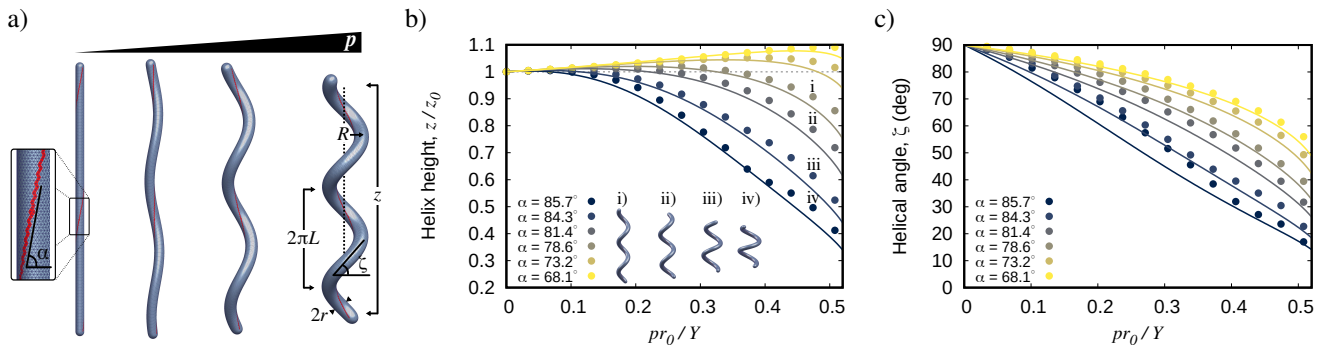 a)
p
R
z
2πL
α
ζ
2r
b)
Helix height, z / z₀
1.1
1
0.9
0.8
0.7
0.6
0.5
0.4
0.3
0.2
i
ii
iii
iv
α = 85.7°
α = 84.3°
α = 81.4°
α = 78.6°
α = 73.2°
α = 68.1°
i) ii) iii) iv)
0 0.1 0.2 0.3 0.4 0.5
pr₀ / Y
c)
Helical angle, ζ (deg)
90
80
70
60
50
40
30
20
10
0
α = 85.7°
α = 84.3°
α = 81.4°
α = 78.6°
α = 73.2°
α = 68.1°
0 0.1 0.2 0.3 0.4 0.5
pr₀ / Y